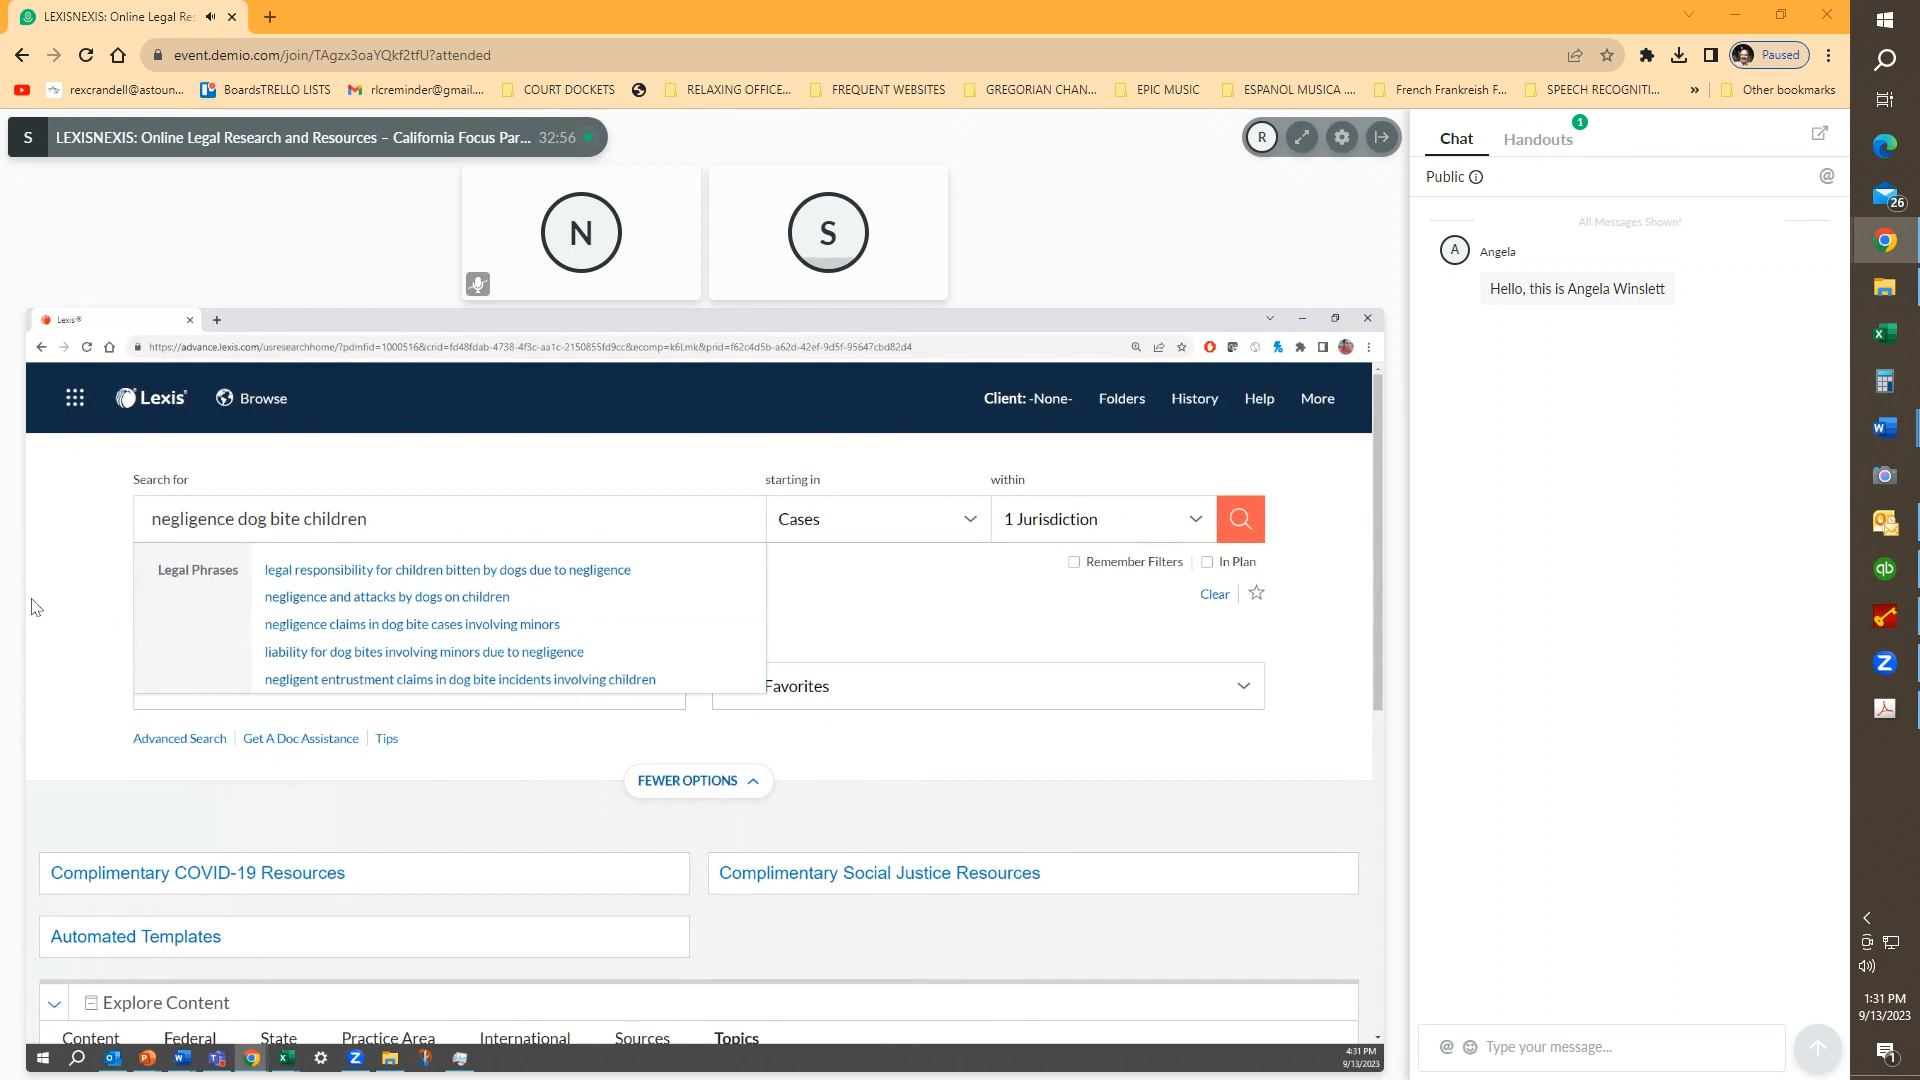 LEXISNEXIS: Online Legal Res
event.demio.com/join/TAgzx3oaYQkf2tfU?attended
Paused
rexcrandell@astoun...
BoardsTRELLO LISTS
rlcreminder@gmail....
COURT DOCKETS
RELAXING OFFICE...
FREQUENT WEBSITES
GREGORIAN CHAN...
EPIC MUSIC
ESPANOL MUSICA ....
French Frankreish F...
SPEECH RECOGNITI...
»
Other bookmarks
S
LEXISNEXIS: Online Legal Research and Resources – California Focus Par...
32:56
R
Chat
Handouts
1
Public
@
All Messages Shown!
A
Angela
Hello, this is Angela Winslett
N
S
Lexis®
https://advance.lexis.com/usresearchhome/?pdmfid=1000516&crid=fd48fdab-4738-4f3c-aa1c-2150855fd9cc&ecomp=k6Lmk&prid=f62c4d5b-a62d-42ef-9d5f-95647cbd82d4
Lexis®
Browse
Client: -None-
Folders
History
Help
More
Search for
starting in
within
negligence dog bite children
Cases
1 Jurisdiction
Legal Phrases
legal responsibility for children bitten by dogs due to negligence
negligence and attacks by dogs on children
negligence claims in dog bite cases involving minors
liability for dog bites involving minors due to negligence
negligent entrustment claims in dog bite incidents involving children
Remember Filters
In Plan
Clear
Favorites
Advanced Search
Get A Doc Assistance
Tips
FEWER OPTIONS
Complimentary COVID-19 Resources
Complimentary Social Justice Resources
Automated Templates
Explore Content
Content
Federal
State
Practice Area
International
Sources
Topics
4:31 PM
9/13/2023
@
Type your message...
26
1:31 PM
9/13/2023
1